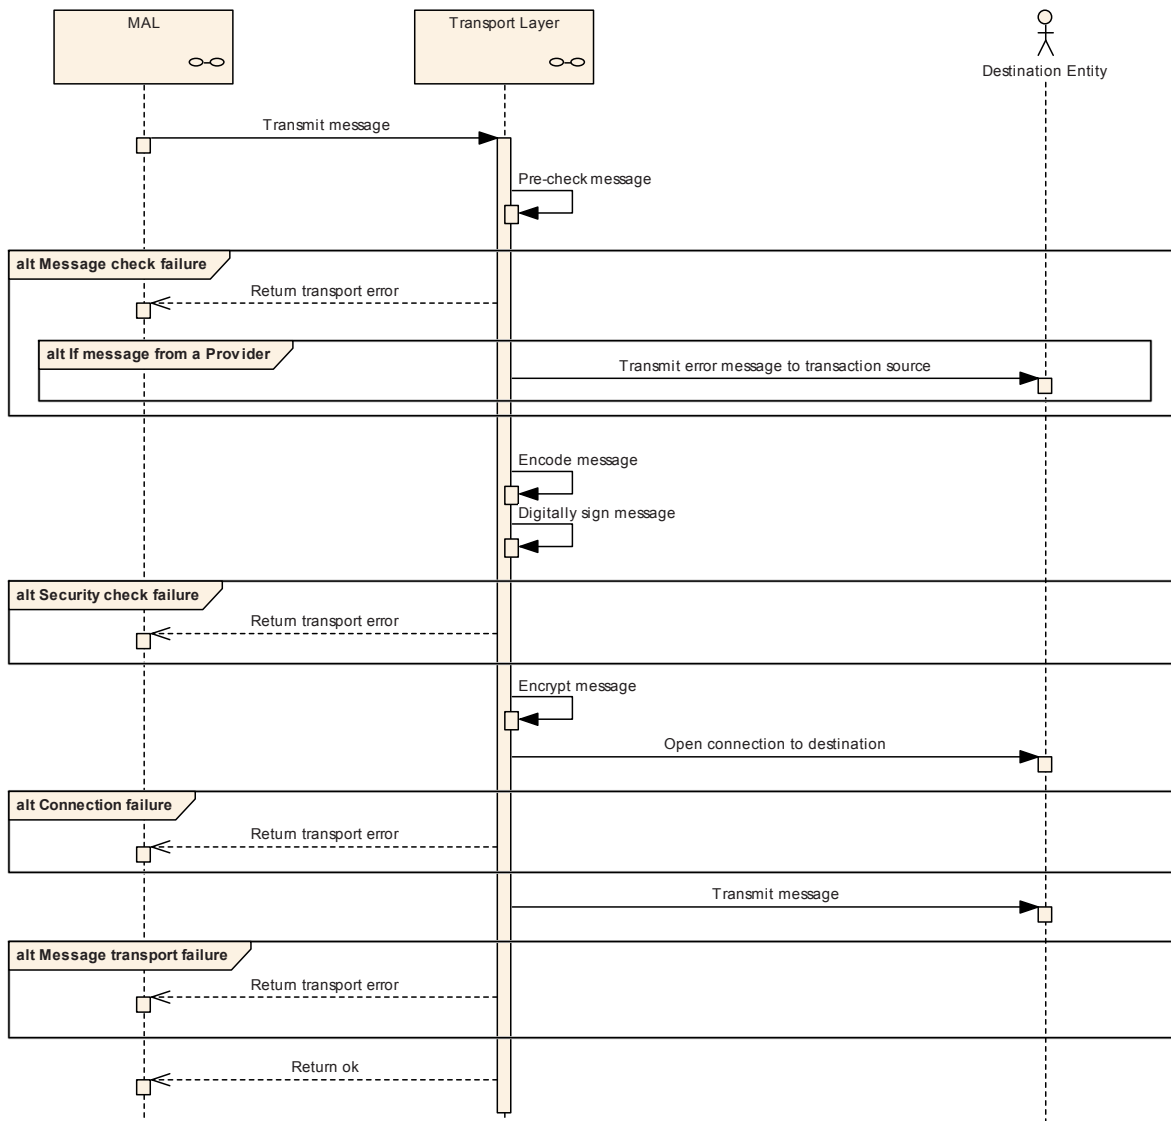 MAL
Transport Layer
Destination Entity
Transmit message
Pre-check message
alt Message check failure
Return transport error
alt If message from a Provider
Transmit error message to transaction source
Encode message
Digitally sign message
alt Security check failure
Return transport error
Encrypt message
Open connection to destination
alt Connection failure
Return transport error
Transmit message
alt Message transport failure
Return transport error
Return ok